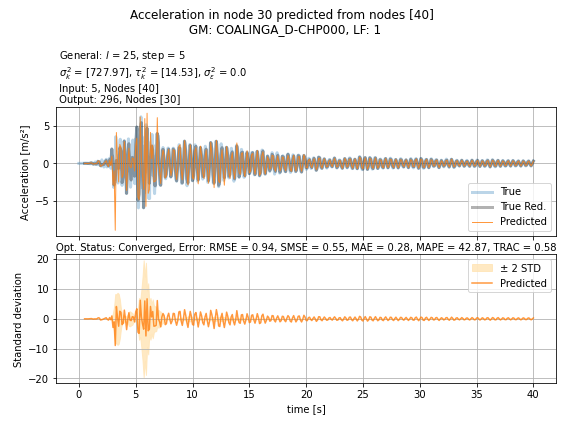 Acceleration in node 30 predicted from nodes [40]
GM: COALINGA_D-CHP000, LF: 1
General: l = 25, step = 5
σ²ₖ = [727.97], τ²ₖ = [14.53], σ²ε = 0.0
Input: 5, Nodes [40]
Output: 296, Nodes [30]
Acceleration [m/s²]
5
0
−5
True
True Red.
Predicted
Opt. Status: Converged, Error: RMSE = 0.94, SMSE = 0.55, MAE = 0.28, MAPE = 42.87, TRAC = 0.58
Standard deviation
20
10
0
−10
−20
± 2 STD
Predicted
0 5 10 15 20 25 30 35 40
time [s]